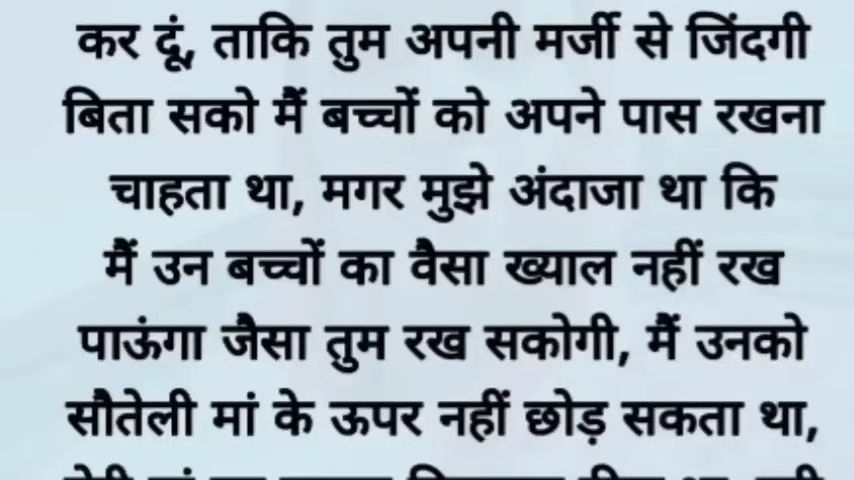 कर दूं, ताकि तुम अपनी मर्जी से जिंदगी
बिता सको मैं बच्चों को अपने पास रखना
चाहता था, मगर मुझे अंदाजा था कि
मैं उन बच्चों का वैसा ख्याल नहीं रख
पाऊंगा जैसा तुम रख सकोगी, मैं उनको
सौतेली मां के ऊपर नहीं छोड़ सकता था,